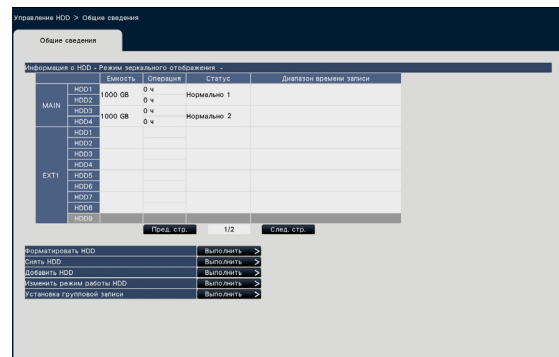 Управление HDD > Общие сведения
Общие сведения
Информация о HDD - Режим зеркального отображения -
Емкость Операция Статус Диапазон времени записи
MAIN
HDD1 1000 GB 0 ч Нормально 1
HDD2 0 ч
HDD3 1000 GB 0 ч Нормально 2
HDD4 0 ч
EXT1
HDD1
HDD2
HDD3
HDD4
HDD5
HDD6
HDD7
HDD8
HDD9
Пред. стр. 1/2 След. стр.
Форматировать HDD Выполнить >
Снять HDD Выполнить >
Добавить HDD Выполнить >
Изменить режим работы HDD Выполнить >
Установка групповой записи Выполнить >